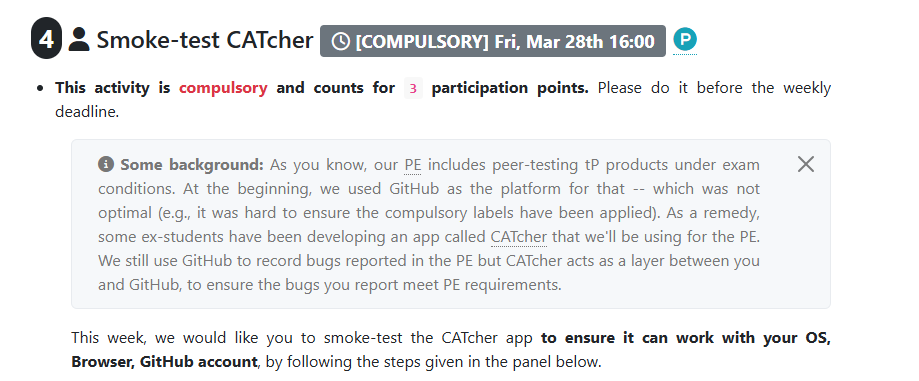 4 Smoke-test CATcher [COMPULSORY] Fri, Mar 28th 16:00 P
This activity is compulsory and counts for 3 participation points. Please do it before the weekly
deadline.
Some background: As you know, our PE includes peer-testing tP products under exam
conditions. At the beginning, we used GitHub as the platform for that -- which was not
optimal (e.g., it was hard to ensure the compulsory labels have been applied). As a remedy,
some ex-students have been developing an app called CATcher that we'll be using for the PE.
We still use GitHub to record bugs reported in the PE but CATcher acts as a layer between you
and GitHub, to ensure the bugs you report meet PE requirements.
This week, we would like you to smoke-test the CATcher app to ensure it can work with your OS,
Browser, GitHub account, by following the steps given in the panel below.